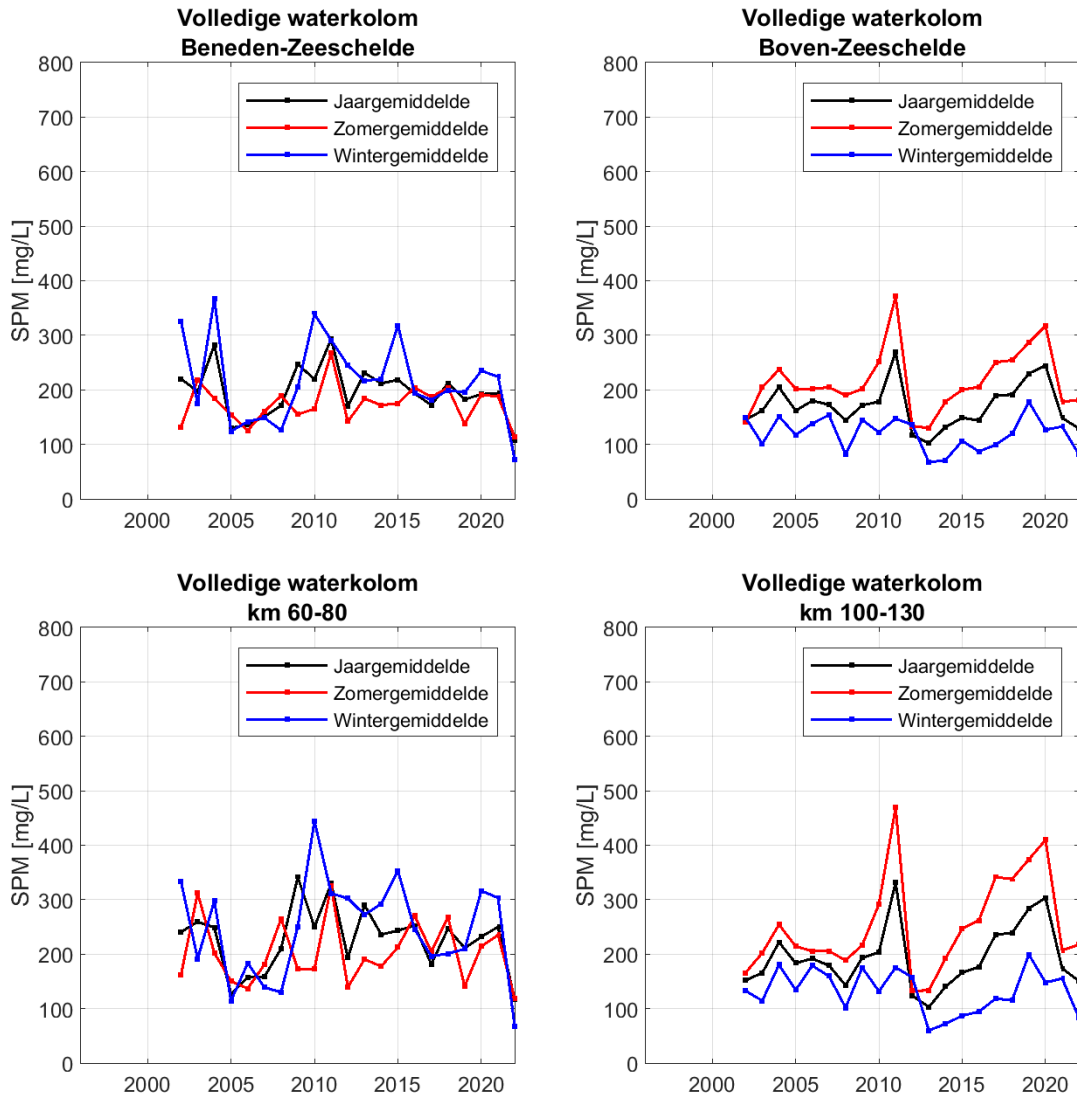 Volledige waterkolom
Beneden-Zeeschelde
800
700
600
500
400
300
200
100
0
SPM [mg/L]
Jaargemiddelde
Zomergemiddelde
Wintergemiddelde
2000 2005 2010 2015 2020
Volledige waterkolom
Boven-Zeeschelde
800
700
600
500
400
300
200
100
0
SPM [mg/L]
Jaargemiddelde
Zomergemiddelde
Wintergemiddelde
2000 2005 2010 2015 2020
Volledige waterkolom
km 60-80
800
700
600
500
400
300
200
100
0
SPM [mg/L]
Jaargemiddelde
Zomergemiddelde
Wintergemiddelde
2000 2005 2010 2015 2020
Volledige waterkolom
km 100-130
800
700
600
500
400
300
200
100
0
SPM [mg/L]
Jaargemiddelde
Zomergemiddelde
Wintergemiddelde
2000 2005 2010 2015 2020